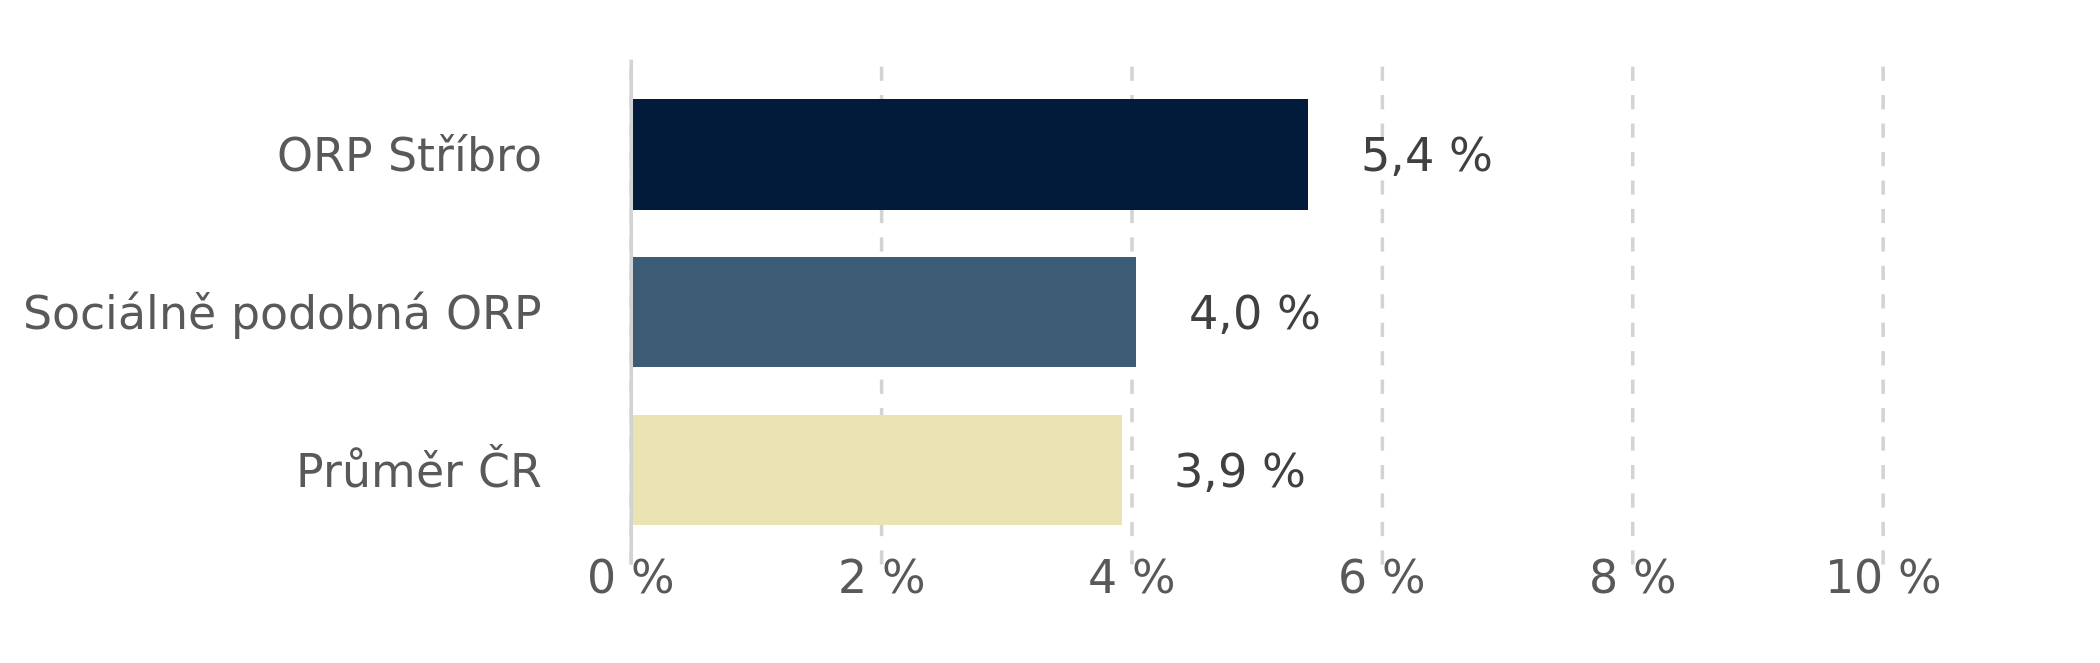 ORP Stříbro 5,4 %
Sociálně podobná ORP 4,0 %
Průměr ČR 3,9 %
0 % 2 % 4 % 6 % 8 % 10 %